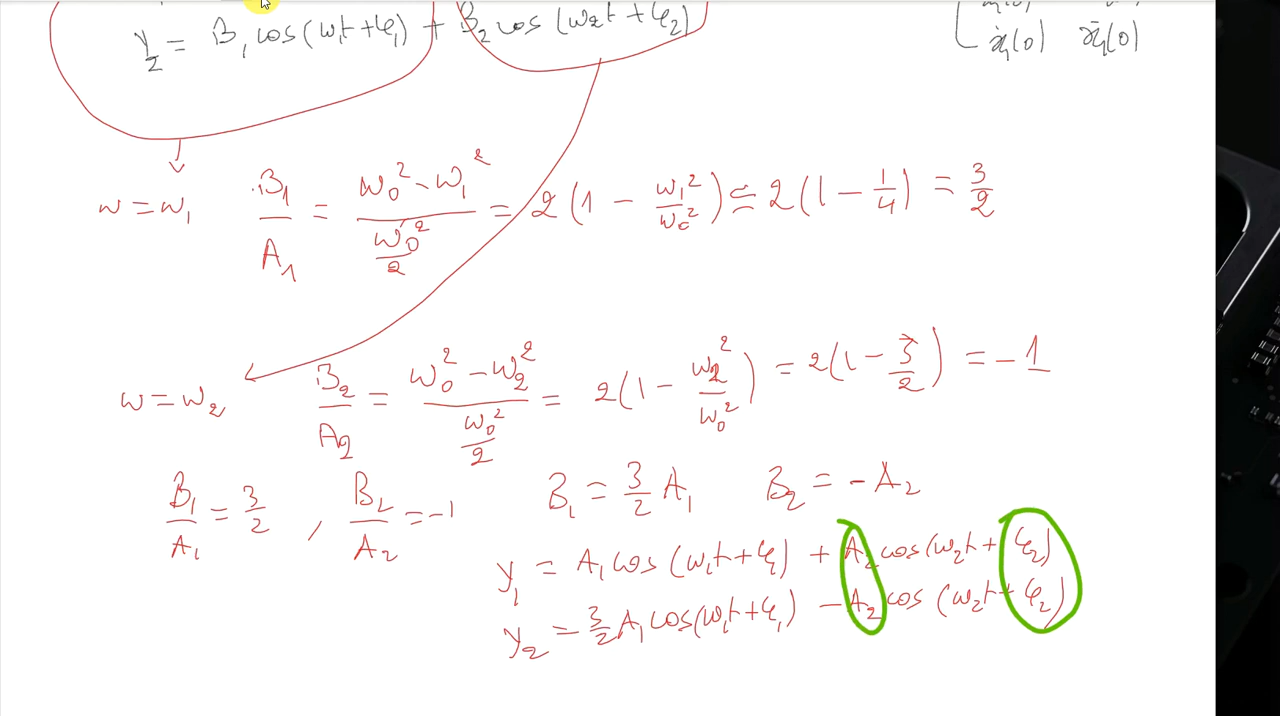 y₂ = B₁ cos(ω₁t+φ₁) + B₂ cos(ω₂t+φ₂)
ẋ₁(0) ẋ₂(0)
ω=ω₁ B₁/A₁ = (ω₀²-ω₁²)/(ω₀²/2) = 2(1 - ω₁²/ω₀²) = 2(1 - 1/4) = 3/2
ω=ω₂ B₂/A₂ = (ω₀²-ω₂²)/(ω₀²/2) = 2(1 - ω₂²/ω₀²) = 2(1 - 3/2) = -1
B₁/A₁ = 3/2 , B₂/A₂ = -1 B₁ = 3/2 A₁ B₂ = -A₂
y₁ = A₁ cos(ω₁t+φ₁) + A₂ cos(ω₂t+φ₂)
y₂ = 3/2 A₁ cos(ω₁t+φ₁) - A₂ cos(ω₂t+φ₂)